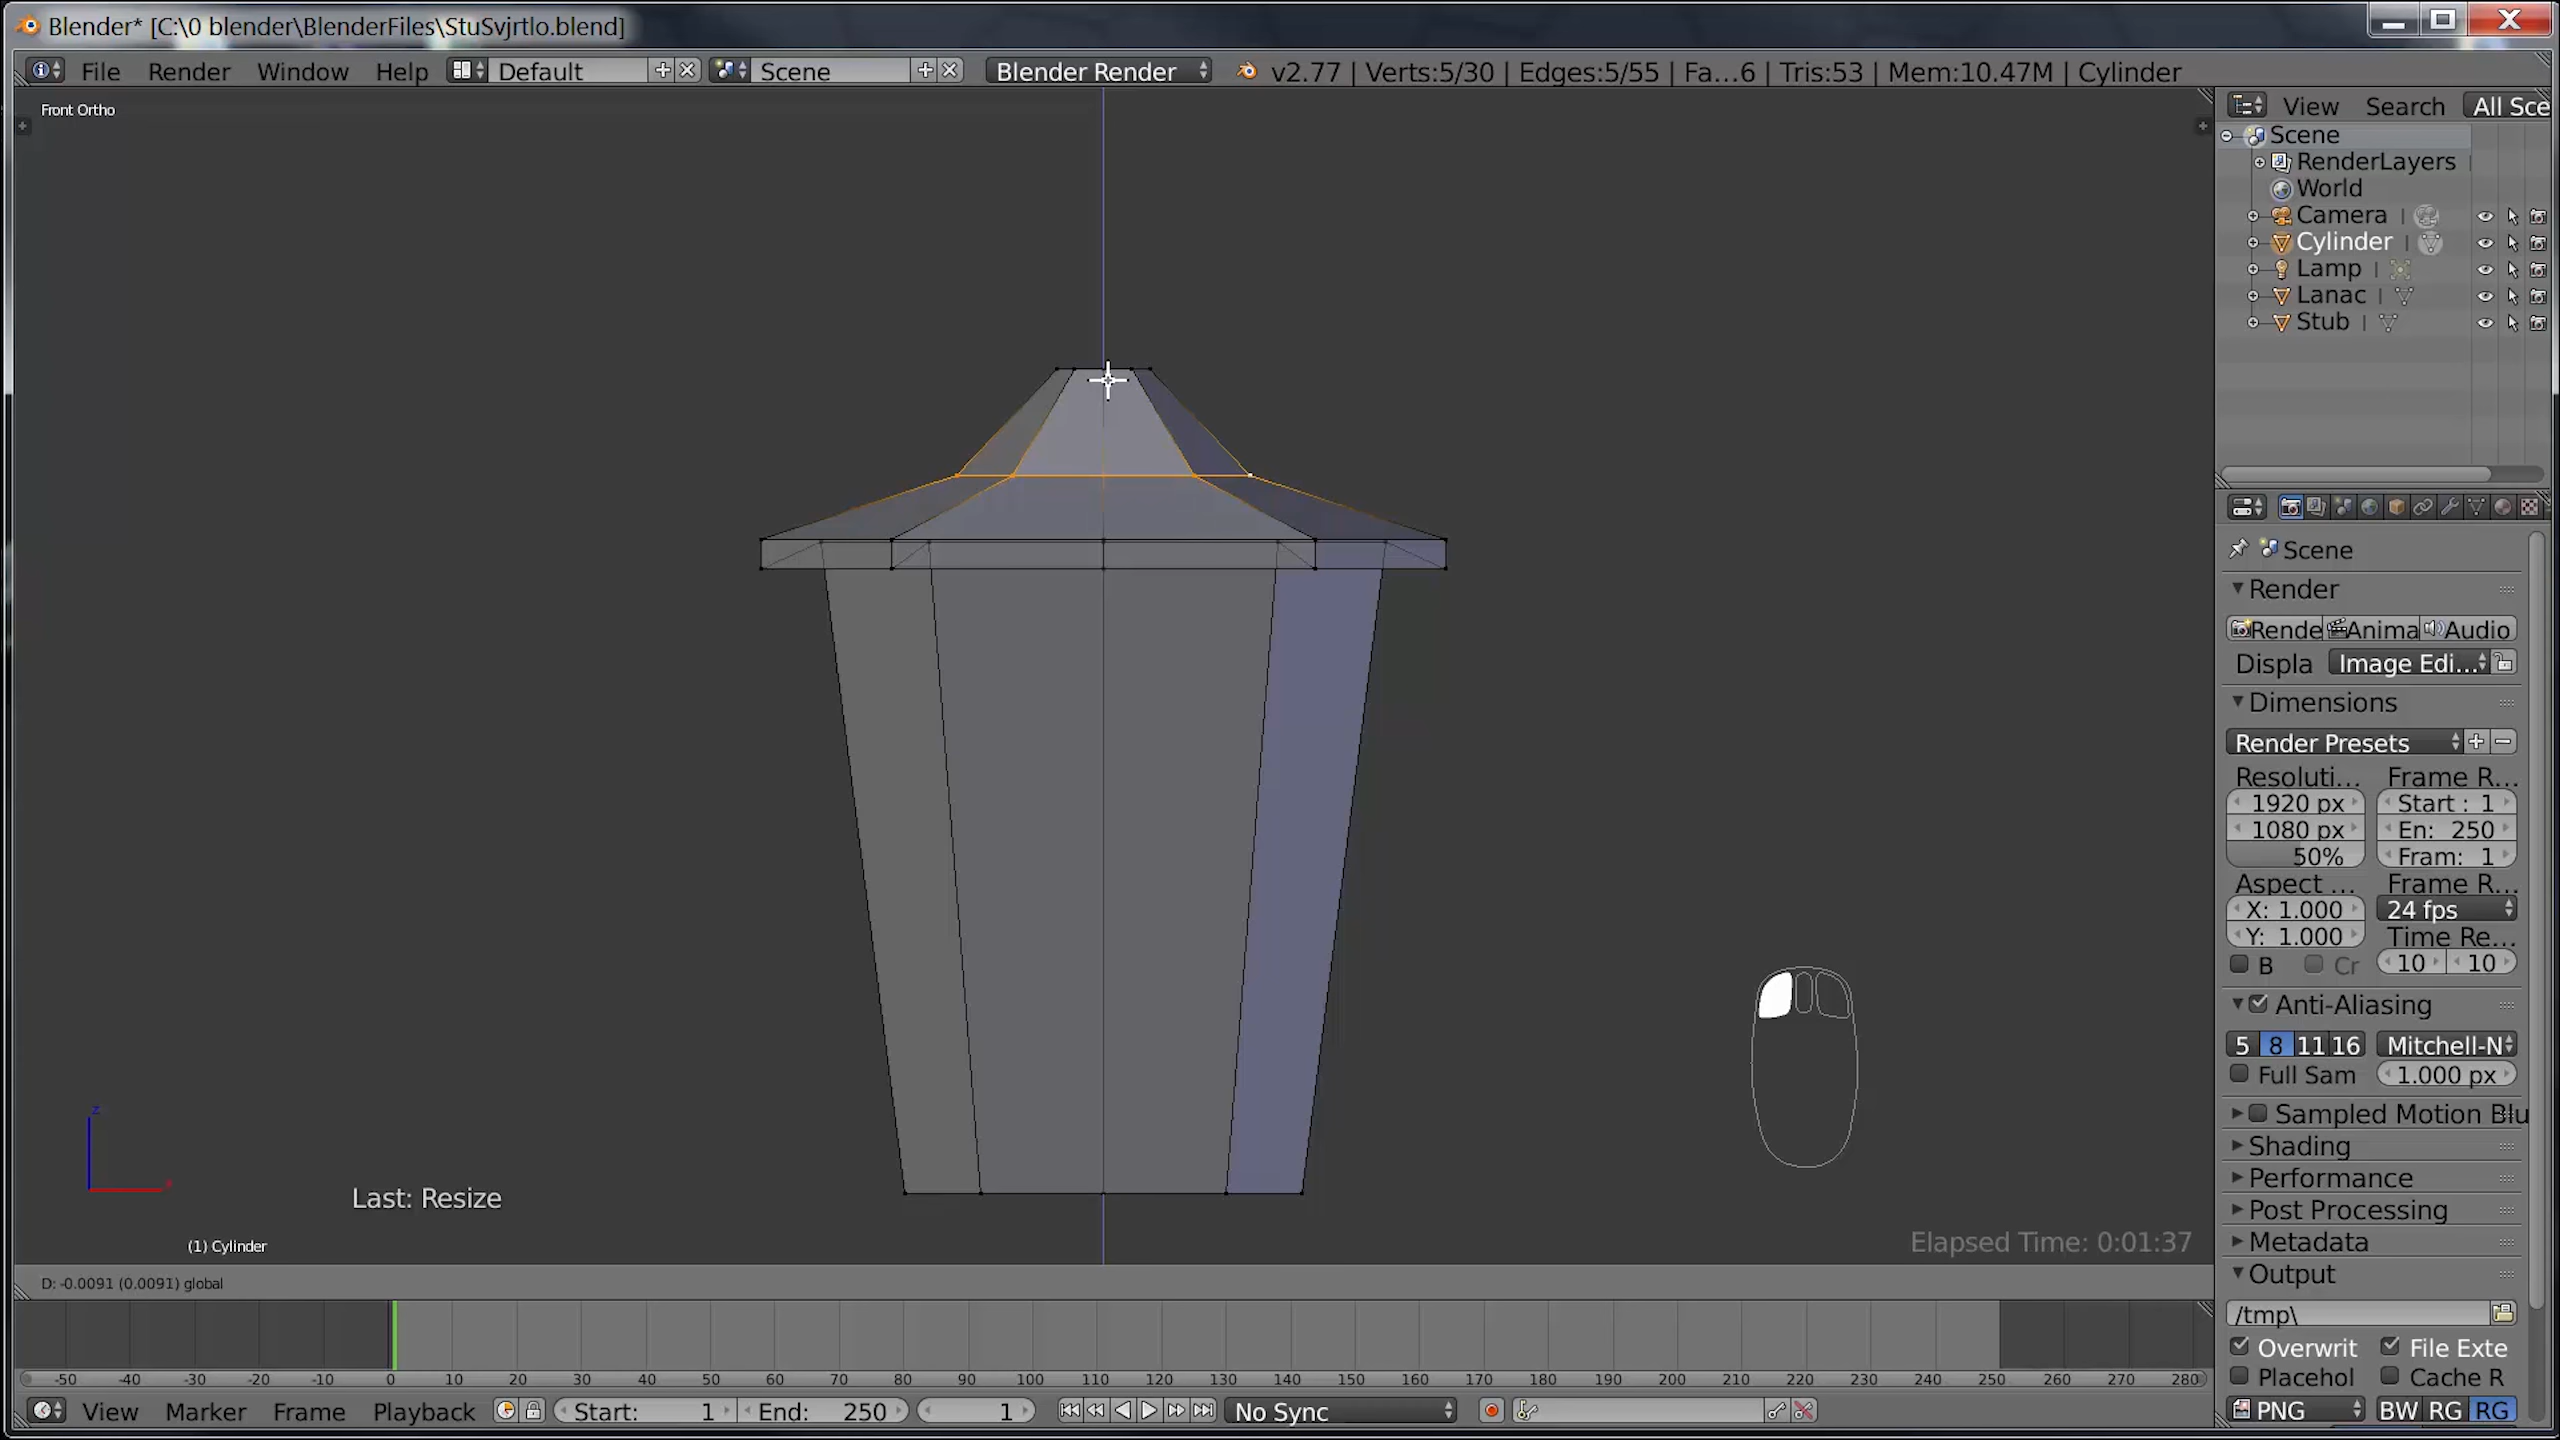 Blender* [C:\0 blender\BlenderFiles\StuSvjrtlo.blend]
File Render Window Help Default Scene Blender Render v2.77 | Verts:5/30 | Edges:5/55 | Fa...6 | Tris:53 | Mem:10.47M | Cylinder
Front Ortho
View Search All Sce
Scene
RenderLayers
World
Camera
Cylinder
Lamp
Lanac
Stub
Scene
Render
Rende Anima Audio
Displa Image Edi...
Dimensions
Render Presets
Resoluti... Frame R...
1920 px Start : 1
1080 px En: 250
50% Fram: 1
Aspect ... Frame R...
X: 1.000 24 fps
Y: 1.000 Time Re...
B Cr 10 10
Anti-Aliasing
5 8 11 16 Mitchell-N
Full Sam 1.000 px
Sampled Motion Blu
Shading
Performance
Post Processing
Metadata
Output
/tmp\
Overwrit File Exte
Placehol Cache R
PNG BW RG RG
z
x
Last: Resize
(1) Cylinder
Elapsed Time: 0:01:37
D: -0.0091 (0.0091) global
-50 -40 -30 -20 -10 0 10 20 30 40 50 60 70 80 90 100 110 120 130 140 150 160 170 180 190 200 210 220 230 240 250 260 270 280
View Marker Frame Playback Start: 1 End: 250 1 No Sync